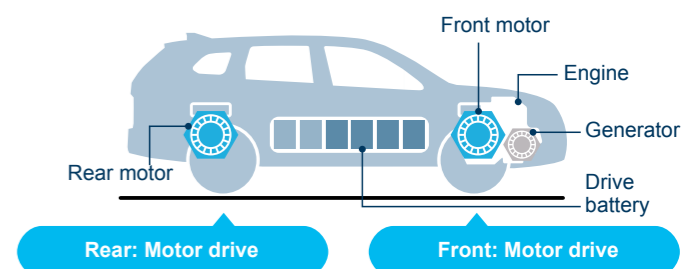 Front motor
Engine
Generator
Rear motor
Drive
battery
Rear: Motor drive
Front: Motor drive